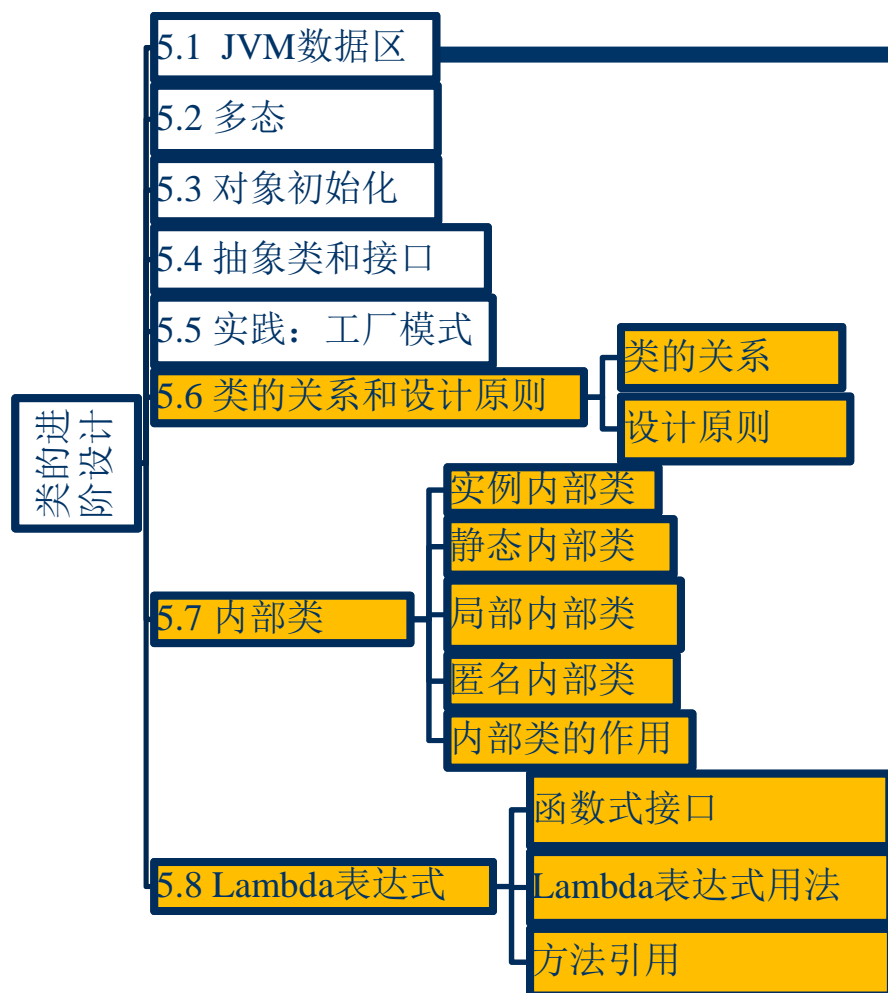 类的进
阶设计
5.1 JVM数据区
5.2 多态
5.3 对象初始化
5.4 抽象类和接口
5.5 实践：工厂模式
5.6 类的关系和设计原则
类的关系
设计原则
5.7 内部类
实例内部类
静态内部类
局部内部类
匿名内部类
内部类的作用
5.8 Lambda表达式
函数式接口
Lambda表达式用法
方法引用